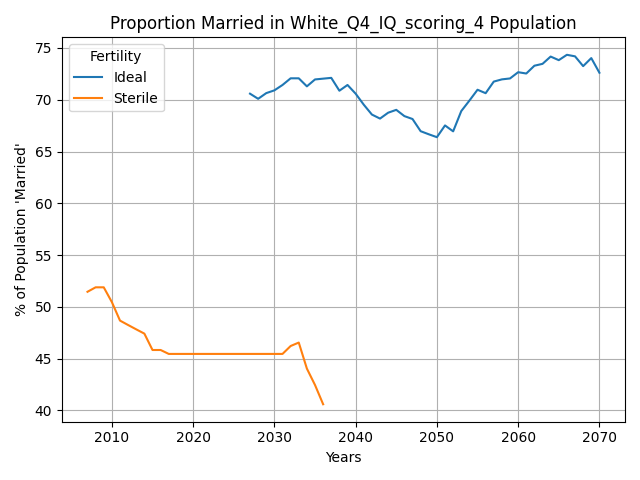 Proportion Married in White_Q4_IQ_scoring_4 Population
Fertility
Ideal
Sterile
% of Population 'Married'
75
70
65
60
55
50
45
40
2010 2020 2030 2040 2050 2060 2070
Years